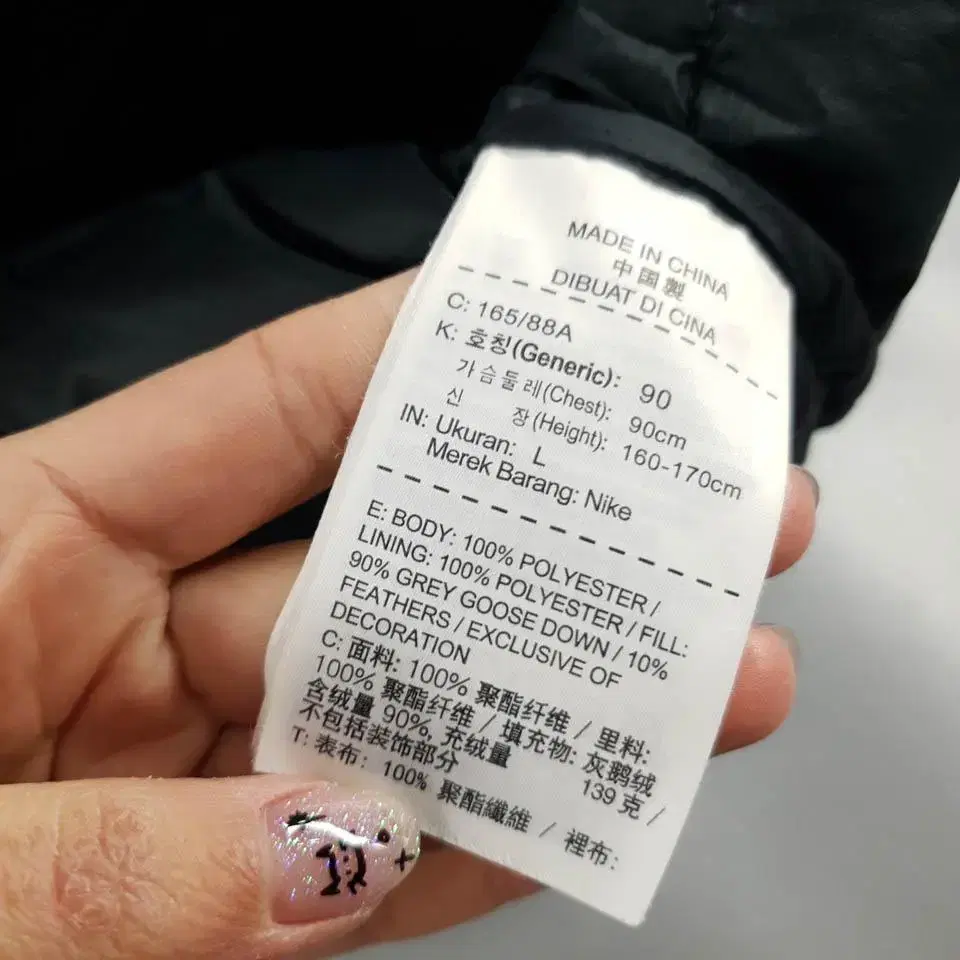 MADE IN CHINA
中国製
DIBUAT DI CINA
C: 165/88A
K: 호칭(Generic): 90
가슴둘레(Chest): 90cm
신 장(Height): 160-170cm
IN: Ukuran: L
Merek Barang: Nike
E: BODY: 100% POLYESTER /
LINING: 100% POLYESTER / FILL:
90% GREY GOOSE DOWN / 10%
FEATHERS / EXCLUSIVE OF
DECORATION
C: 面料: 100% 聚酯纤维 / 里料:
100% 聚酯纤维 / 填充物: 灰鹅绒
含绒量 90%, 充绒量 139 克 /
不包括装饰部分
T: 表布: 100% 聚酯纖維 / 裡布: